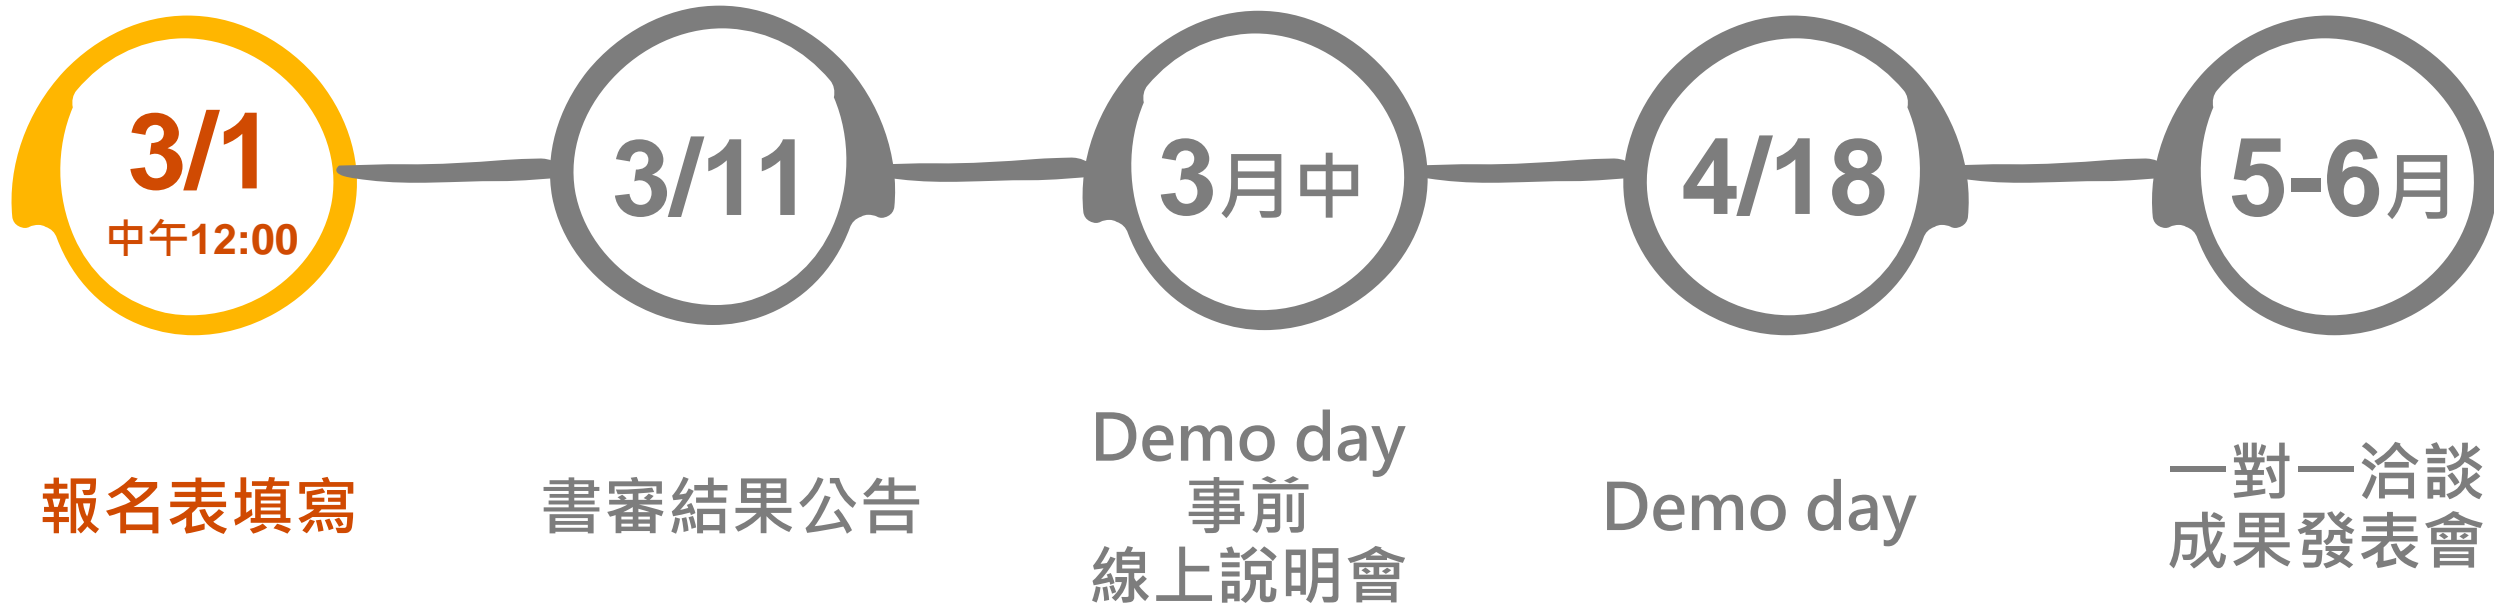 3/1
中午12:00
報名表填寫
3/11
書審結果公告
3月中
Demo day
事前
線上說明會
4/18
Demo day
5-6月
一對一洽談
成果發表會